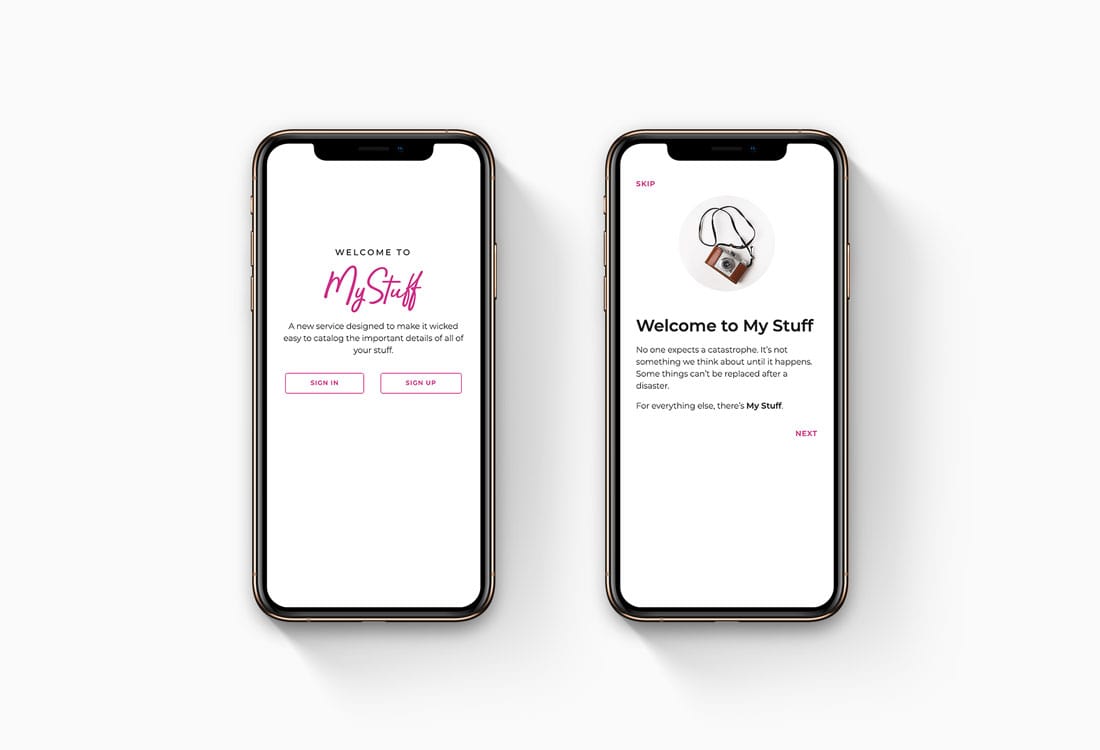 WELCOME TO
MyStuff
A new service designed to make it wicked
easy to catalog the important details of all of
your stuff.
SIGN IN
SIGN UP
SKIP
Welcome to My Stuff
No one expects a catastrophe. It's not
something we think about until it happens.
Some things can't be replaced after a
disaster.
For everything else, there's My Stuff.
NEXT